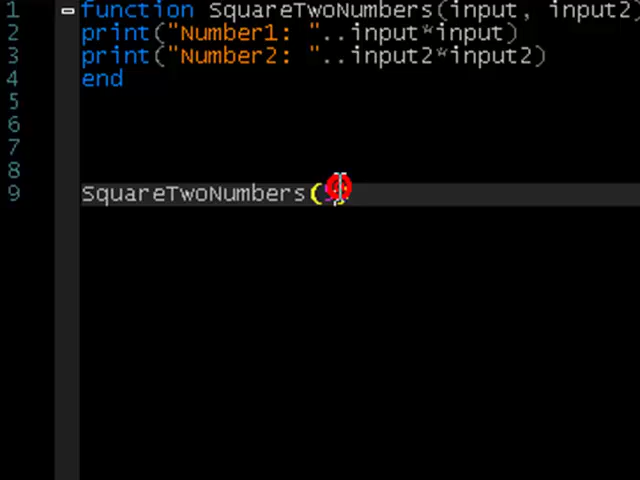 1 function SquareTwoNumbers(input, input2)
2 print("Number1: "..input*input)
3 print("Number2: "..input2*input2)
4 end
5
6
7
8
9 SquareTwoNumbers(